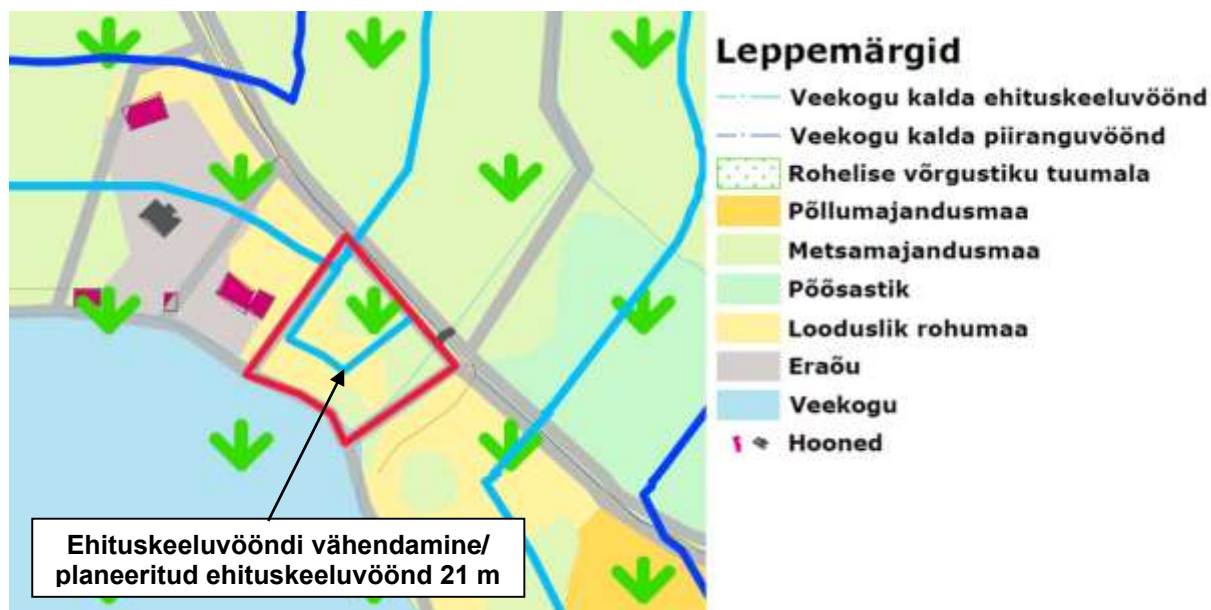 Leppemärgid
Veekogu kalda ehituskeeluvöönd
Veekogu kalda piiranguvöönd
Rohelise võrgustiku tuumala
Põllumajandusmaa
Metsamajandusmaa
Põõsastik
Looduslik rohumaa
Eraõu
Veekogu
Hooned
Ehituskeeluvööndi vähendamine/
planeeritud ehituskeeluvöönd 21 m